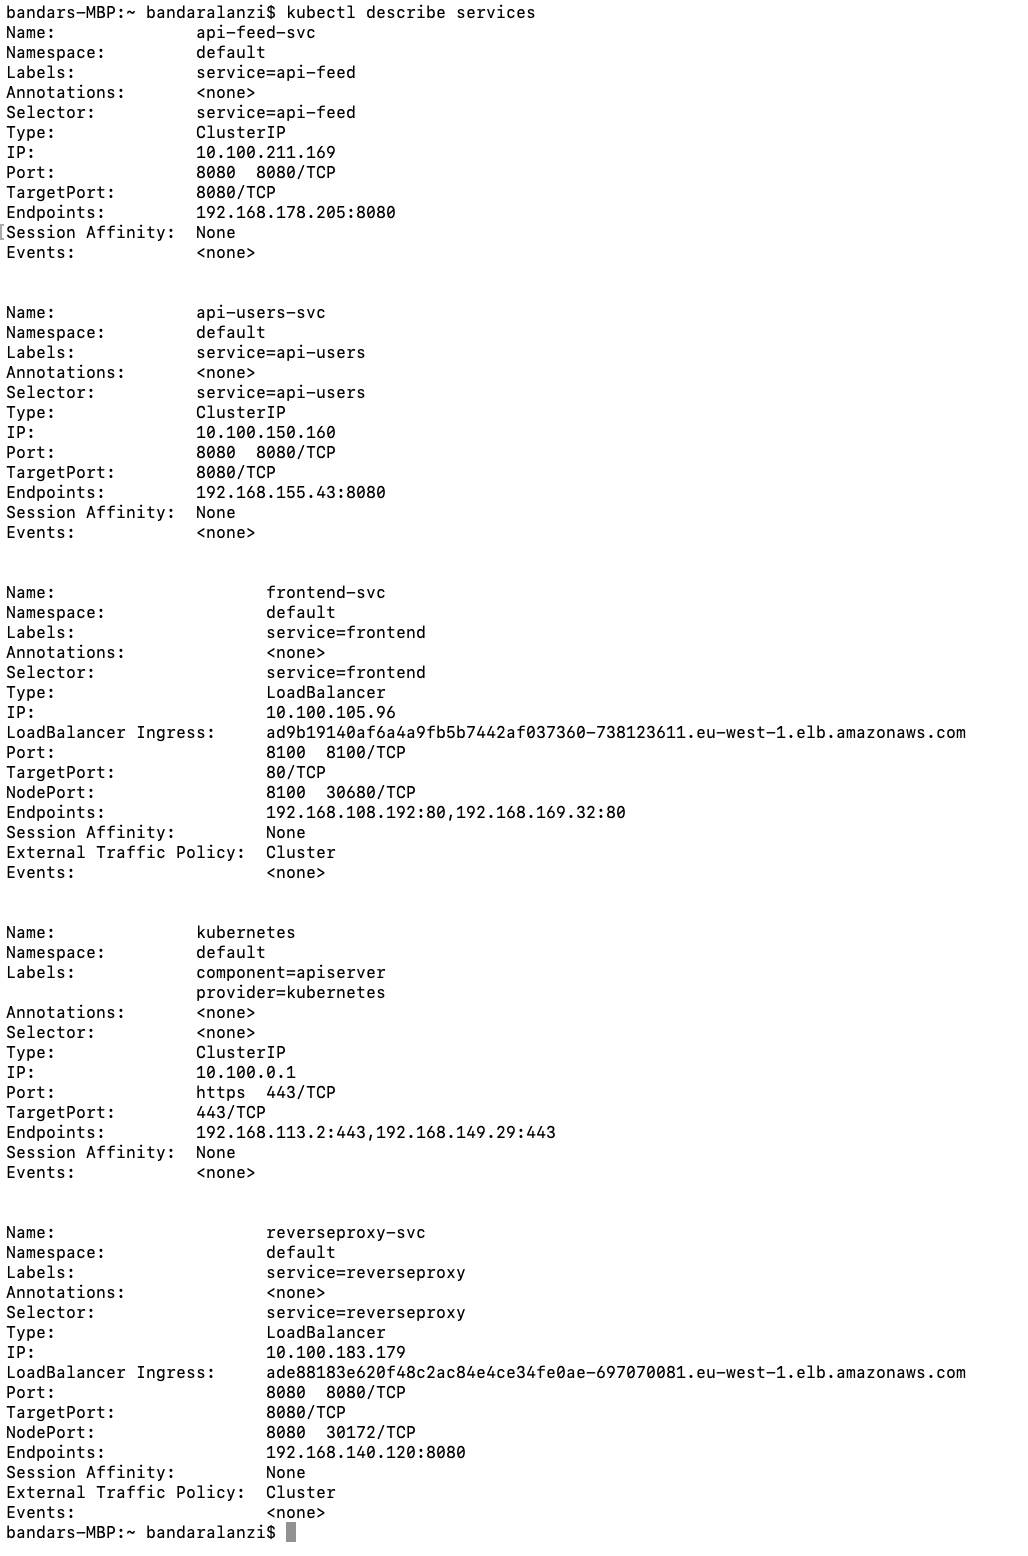 bandars-MBP:~ bandaralanzi$ kubectl describe services
Name:              api-feed-svc
Namespace:         default
Labels:            service=api-feed
Annotations:       <none>
Selector:          service=api-feed
Type:              ClusterIP
IP:                10.100.211.169
Port:              8080  8080/TCP
TargetPort:        8080/TCP
Endpoints:         192.168.178.205:8080
[Session Affinity:  None
Events:            <none>


Name:              api-users-svc
Namespace:         default
Labels:            service=api-users
Annotations:       <none>
Selector:          service=api-users
Type:              ClusterIP
IP:                10.100.150.160
Port:              8080  8080/TCP
TargetPort:        8080/TCP
Endpoints:         192.168.155.43:8080
Session Affinity:  None
Events:            <none>


Name:                     frontend-svc
Namespace:                default
Labels:                   service=frontend
Annotations:              <none>
Selector:                 service=frontend
Type:                     LoadBalancer
IP:                       10.100.105.96
LoadBalancer Ingress:     ad9b19140af6a4a9fb5b7442af037360-738123611.eu-west-1.elb.amazonaws.com
Port:                     8100  8100/TCP
TargetPort:               80/TCP
NodePort:                 8100  30680/TCP
Endpoints:                192.168.108.192:80,192.168.169.32:80
Session Affinity:         None
External Traffic Policy:  Cluster
Events:                   <none>


Name:              kubernetes
Namespace:         default
Labels:            component=apiserver
                   provider=kubernetes
Annotations:       <none>
Selector:          <none>
Type:              ClusterIP
IP:                10.100.0.1
Port:              https  443/TCP
TargetPort:        443/TCP
Endpoints:         192.168.113.2:443,192.168.149.29:443
Session Affinity:  None
Events:            <none>


Name:                     reverseproxy-svc
Namespace:                default
Labels:                   service=reverseproxy
Annotations:              <none>
Selector:                 service=reverseproxy
Type:                     LoadBalancer
IP:                       10.100.183.179
LoadBalancer Ingress:     ade88183e620f48c2ac84e4ce34fe0ae-697070081.eu-west-1.elb.amazonaws.com
Port:                     8080  8080/TCP
TargetPort:               8080/TCP
NodePort:                 8080  30172/TCP
Endpoints:                192.168.140.120:8080
Session Affinity:         None
External Traffic Policy:  Cluster
Events:                   <none>
bandars-MBP:~ bandaralanzi$